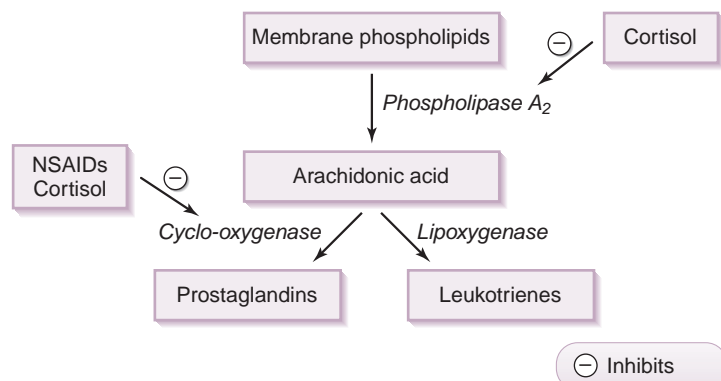 Membrane phospholipids
⊖
Cortisol
Phospholipase A₂
NSAIDs
Cortisol
⊖
Arachidonic acid
Cyclo-oxygenase
Lipoxygenase
Prostaglandins
Leukotrienes
⊖ Inhibits